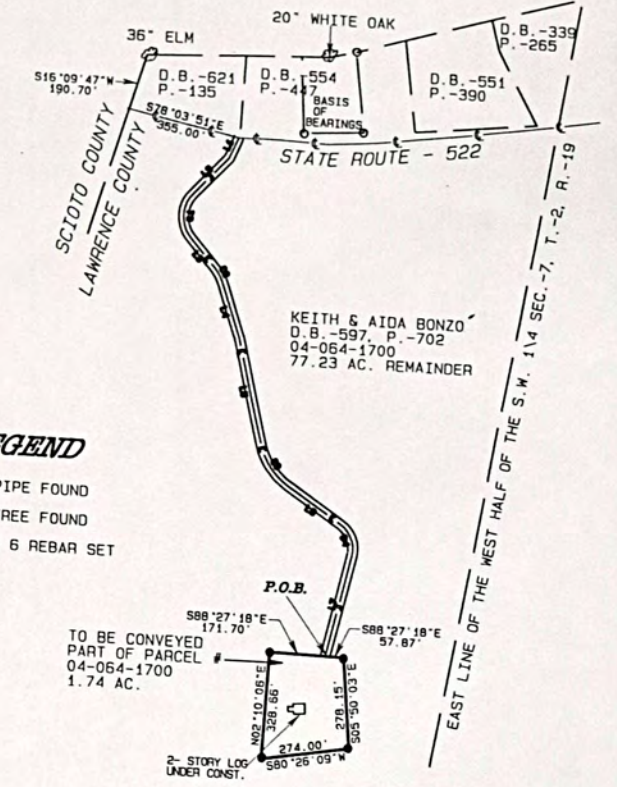 20" WHITE OAK
36" ELM
D.B.-339
P.-265
S16°09'47"W
190.70'
D.B.-621
P.-135
D.B.-554
P.-447
D.B.-551
P.-390
BASIS
OF
BEARINGS
S78°03'51"E
355.00'
STATE ROUTE - 522
SCIOTO COUNTY
LAWRENCE COUNTY
KEITH & AIDA BONZO
D.B.-597, P.-702
04-064-1700
77.23 AC. REMAINDER
EAST LINE OF THE WEST HALF OF THE S.W. 1\4 SEC.-7, T.-2, R.-19
EGEND
PIPE FOUND
REE FOUND
6 REBAR SET
P.O.B.
S88°27'18"E
171.70'
S88°27'18"E
57.87'
TO BE CONVEYED
PART OF PARCEL #
04-064-1700
1.74 AC.
N02°10'06"E
328.66'
278.15'
S05°50'03"E
274.00'
S80°26'09"W
2- STORY LOG
UNDER CONST.